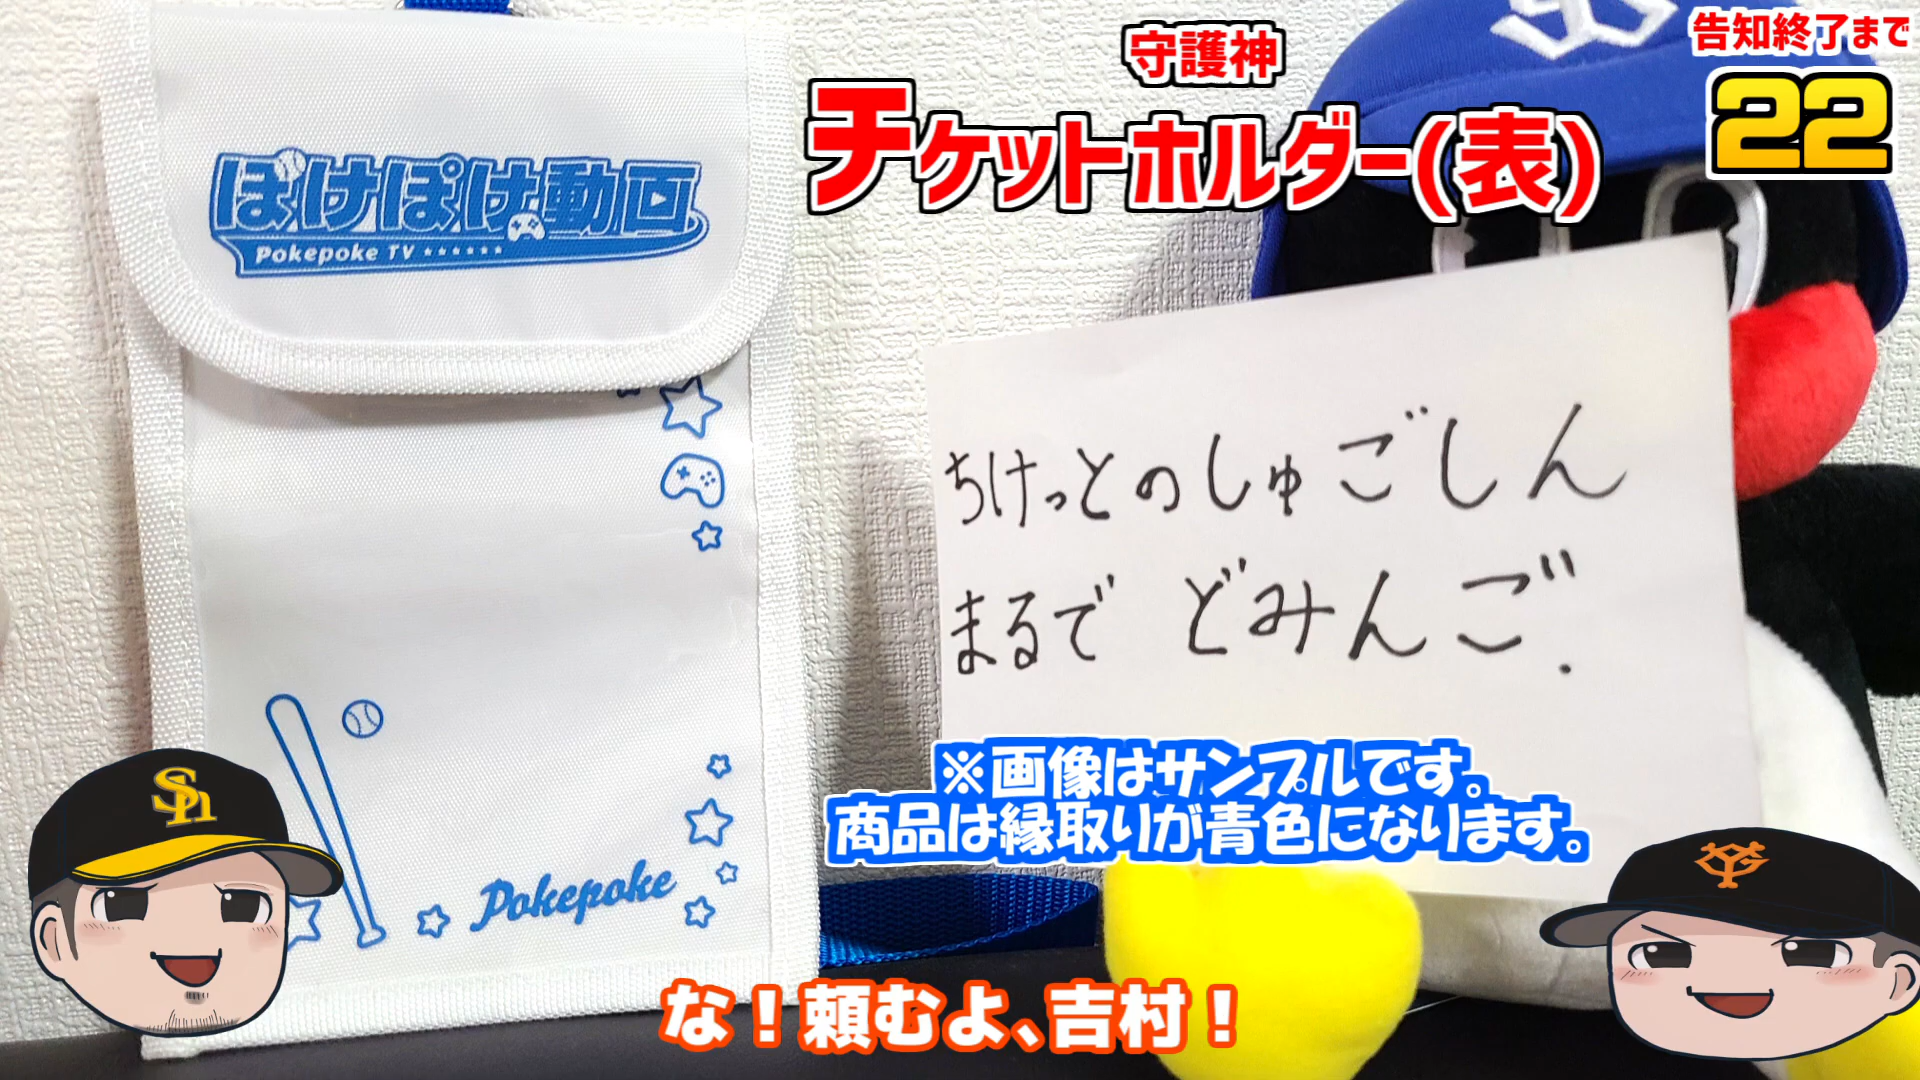 守護神
チケットホルダー(表)
告知終了まで
22
ぽけぽけ動画
Pokepoke TV
ちけっとのしゅごしん
まるで どみんご.
※画像はサンプルです。
商品は縁取りが青色になります。
Pokepoke
な！頼むよ、吉村！